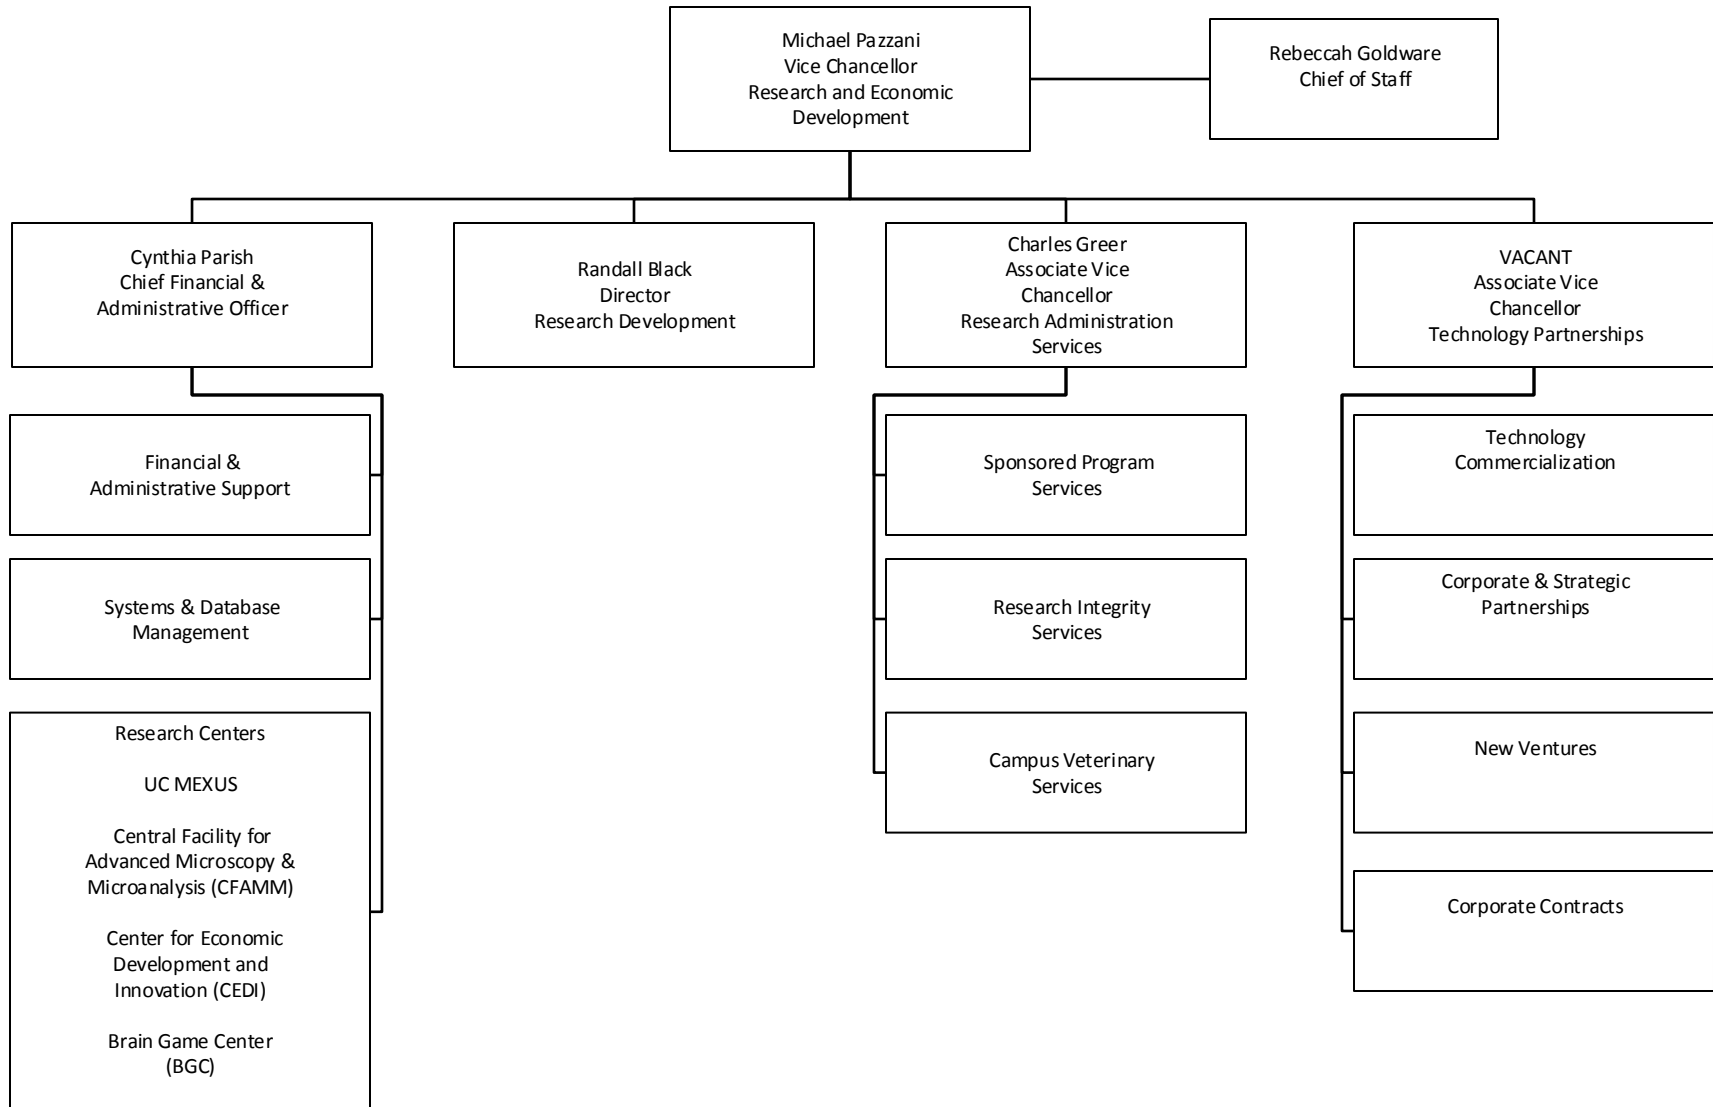 Michael Pazzani
Vice Chancellor
Research and Economic
Development
Rebeccah Goldware
Chief of Staff
Cynthia Parish
Chief Financial &
Administrative Officer
Randall Black
Director
Research Development
Charles Greer
Associate Vice
Chancellor
Research Administration
Services
VACANT
Associate Vice
Chancellor
Technology Partnerships
Financial &
Administrative Support
Systems & Database
Management
Research Centers
UC MEXUS
Central Facility for
Advanced Microscopy &
Microanalysis (CFAMM)
Center for Economic
Development and
Innovation (CEDI)
Brain Game Center
(BGC)
Sponsored Program
Services
Research Integrity
Services
Campus Veterinary
Services
Technology
Commercialization
Corporate & Strategic
Partnerships
New Ventures
Corporate Contracts